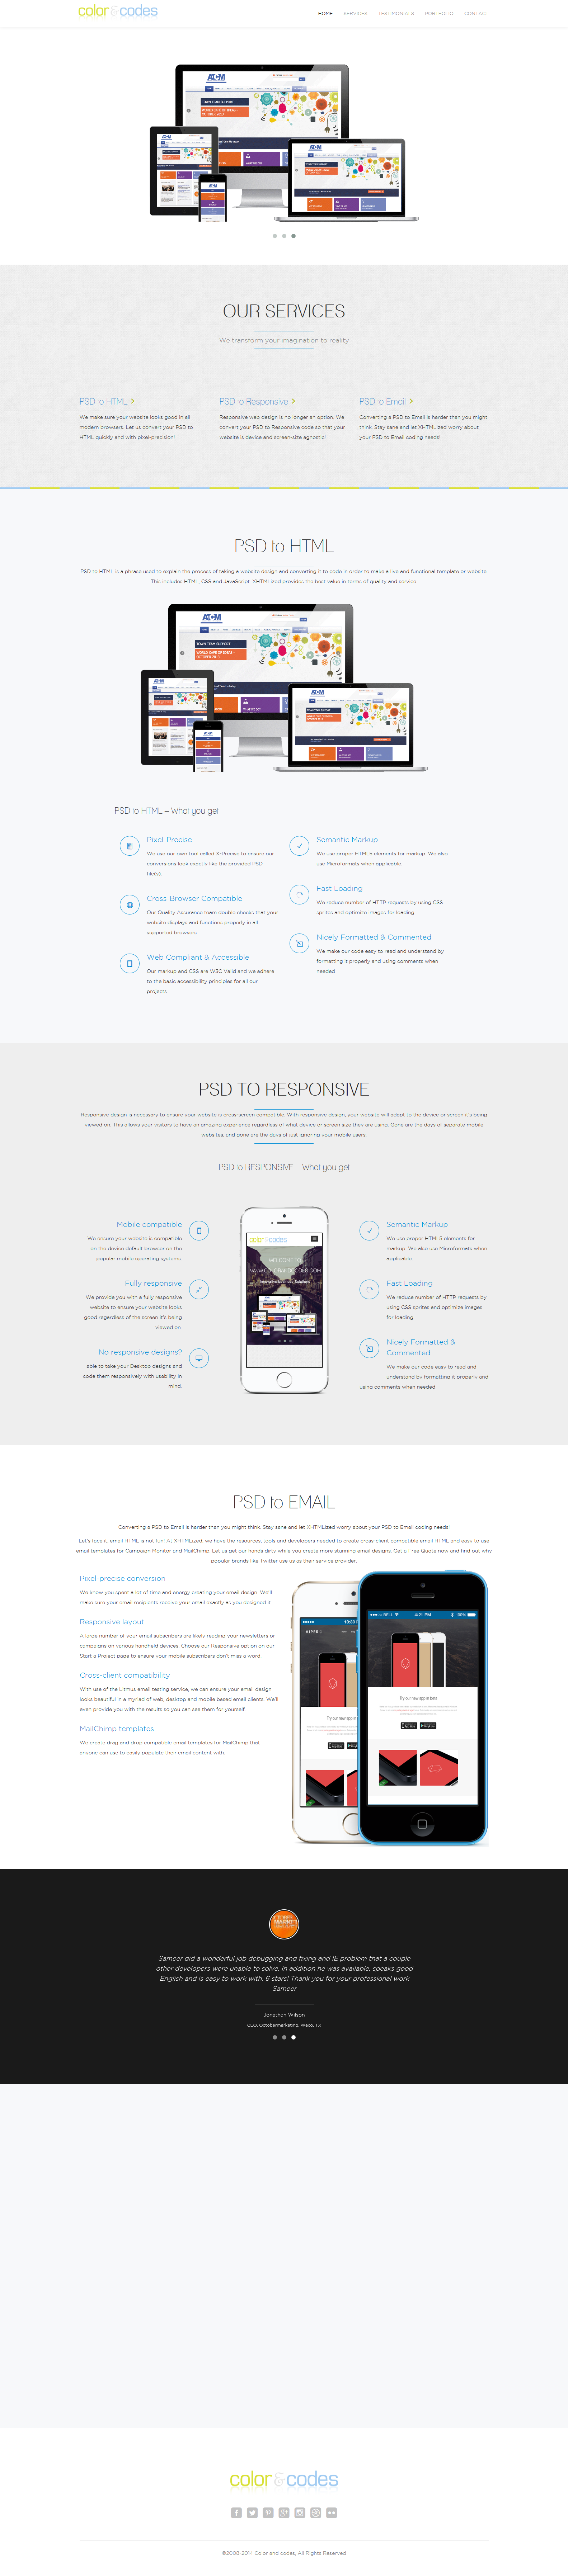 color&codes
HOME SERVICES TESTIMONIALS PORTFOLIO CONTACT
OUR SERVICES
We transform your imagination to reality
PSD to HTML >
We make sure your website looks good in all
modern browsers. Let us convert your PSD to
HTML quickly and with pixel-precision!
PSD to Responsive >
Responsive web design is no longer an option. We
convert your PSD to Responsive code so that your
website is device and screen-size agnostic!
PSD to Email >
Converting a PSD to Email is harder than you might
think. Stay sane and let XHTMLized worry about
your PSD to Email coding needs!
PSD to HTML
PSD to HTML is a phrase used to explain the process of taking a website design and converting it to code in order to make a live and functional template or website.
This includes HTML, CSS and JavaScript. XHTMLized provides the best value in terms of quality and service.
PSD to HTML – What you get
Pixel-Precise
We use our own tool called X-Precise to ensure our
conversions look exactly like the provided PSD
file(s).
Cross-Browser Compatible
Our Quality Assurance team double checks that your
website displays and functions properly in all
supported browsers
Web Compliant & Accessible
Our markup and CSS are W3C Valid and we adhere
to the basic accessibility principles for all our
projects
Semantic Markup
We use proper HTML5 elements for markup. We also
use Microformats when applicable.
Fast Loading
We reduce number of HTTP requests by using CSS
sprites and optimize images for loading.
Nicely Formatted & Commented
We make our code easy to read and understand by
formatting it properly and using comments when
needed
PSD TO RESPONSIVE
Responsive design is necessary to ensure your website is cross-screen compatible. With responsive design, your website will adapt to the device or screen it's being
viewed on. This allows your visitors to have an amazing experience regardless of what device or screen size they are using. Gone are the days of separate mobile
websites, and gone are the days of just ignoring your mobile users.
PSD to RESPONSIVE – What you get
Mobile compatible
We ensure your website is compatible
on the device default browser on the
popular mobile operating systems.
Fully responsive
We provide you with a fully responsive
website to ensure your website looks
good regardless of the screen it's being
viewed on.
No responsive designs?
able to take your Desktop designs and
code them responsively with usability in
mind.
color&codes
Semantic Markup
We use proper HTML5 elements for
markup. We also use Microformats when
applicable.
Fast Loading
We reduce number of HTTP requests by
using CSS sprites and optimize images
for loading.
Nicely Formatted &
Commented
We make our code easy to read and
understand by formatting it properly and
using comments when needed
PSD to EMAIL
Converting a PSD to Email is harder than you might think. Stay sane and let XHTMLized worry about your PSD to Email coding needs!
Let's face it, email HTML is not fun!! At XHTMLized, we have the resources, tools and developers needed to create cross-client compatible email HTML and easy to use
email templates for Campaign Monitor and MailChimp. Let us get our hands dirty while you create more stunning email designs. Get a Free Quote now and find out why
popular brands like Twitter use us as their service provider.
Pixel-precise conversion
We know you spent a lot of time and energy creating your email design. We'll
make sure your email recipients receive your email exactly as you designed it.
Responsive layout
A large number of your email subscribers are likely reading your newsletters or
campaigns on various handheld devices. Choose our Responsive option on our
Start a Project page to ensure your mobile subscribers don't miss a word.
Cross-client compatibility
With use of the Litmus email testing service, we can ensure your email design
looks beautiful in a myriad of web, desktop and mobile based email clients. We'll
even provide you with the results so you can see them for yourself.
MailChimp templates
We create drag and drop compatible email templates for MailChimp that
anyone can use to easily populate their email content with.
BELL 4:21 PM 100%
Try our new app in beta
Sameer did a wonderful job debugging and fixing and IE problem that a couple
other developers were unable to solve. In addition he was available, speaks good
English and is easy to work with. 6 stars! Thank you for your professional work
Sameer
Jonathan Wilson
CEO, Octobermarketing, Waco, TX
color&codes
©2008-2014 Color and codes, All Rights Reserved